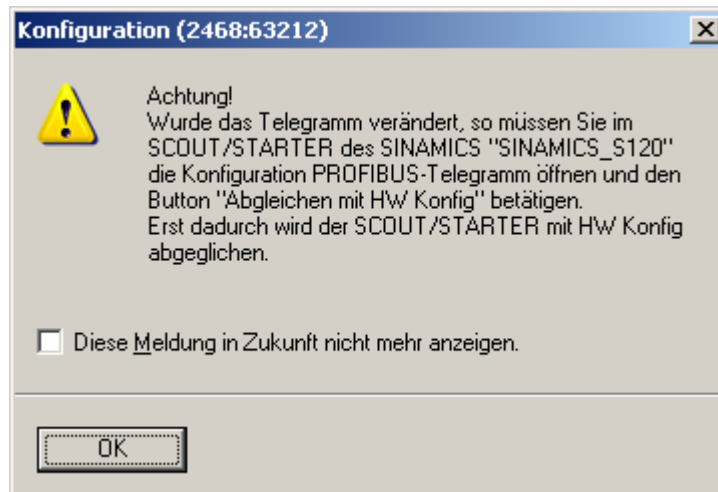 Konfiguration (2468:63212)
Achtung!
Wurde das Telegramm verändert, so müssen Sie im
SCOUT/STARTER des SINAMICS "SINAMICS_S120"
die Konfiguration PROFIBUS-Telegramm öffnen und den
Button "Abgleichen mit HW Konfig" betätigen.
Erst dadurch wird der SCOUT/STARTER mit HW Konfig
abgeglichen.
Diese Meldung in Zukunft nicht mehr anzeigen.
OK